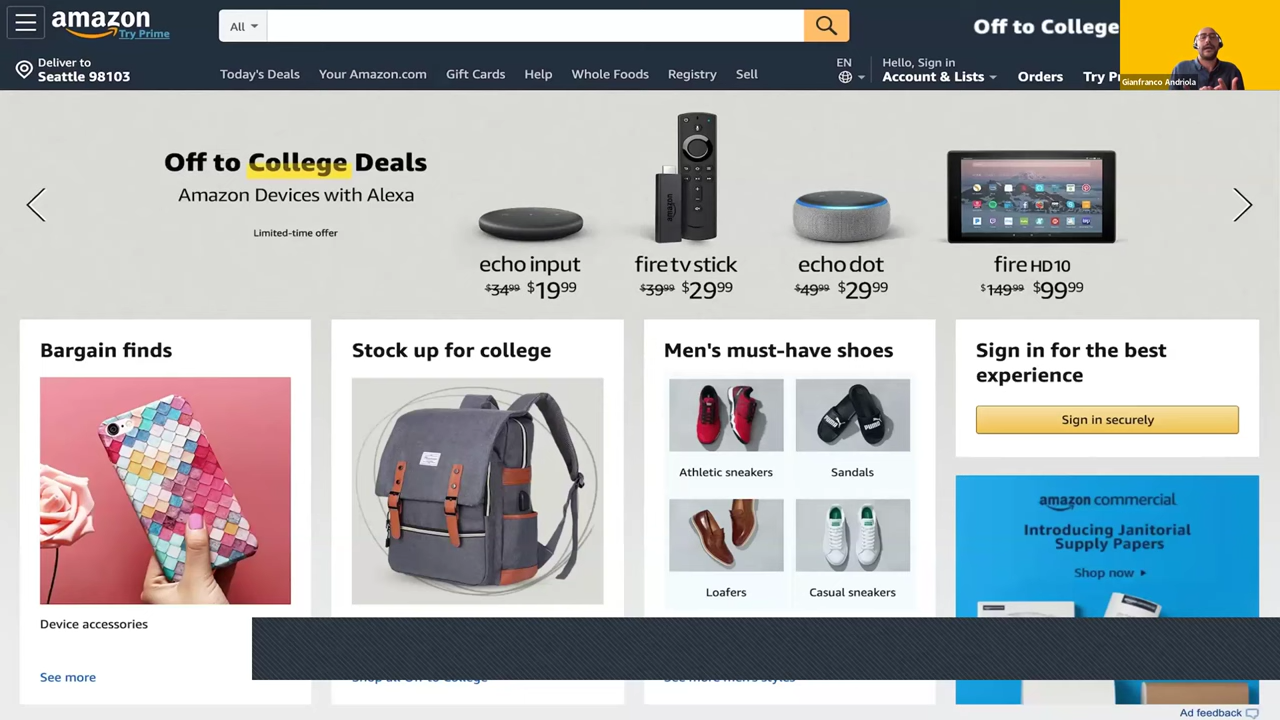 amazon
Try Prime
All
Off to College
Gianfranco Andriola
Deliver to
Seattle 98103
Today's Deals Your Amazon.com Gift Cards Help Whole Foods Registry Sell
EN
Hello, Sign in
Account & Lists
Orders
Try
Off to College Deals
Amazon Devices with Alexa
Limited-time offer
echo input
$34.99 $19.99
fire tv stick
$39.99 $29.99
echo dot
$49.99 $29.99
fire HD10
$149.99 $99.99
Bargain finds
Device accessories
See more
Stock up for college
Men's must-have shoes
Athletic sneakers
Sandals
PUMA
Loafers
Casual sneakers
Sign in for the best
experience
Sign in securely
amazon commercial
Introducing Janitorial
Supply Papers
Shop now
Ad feedback